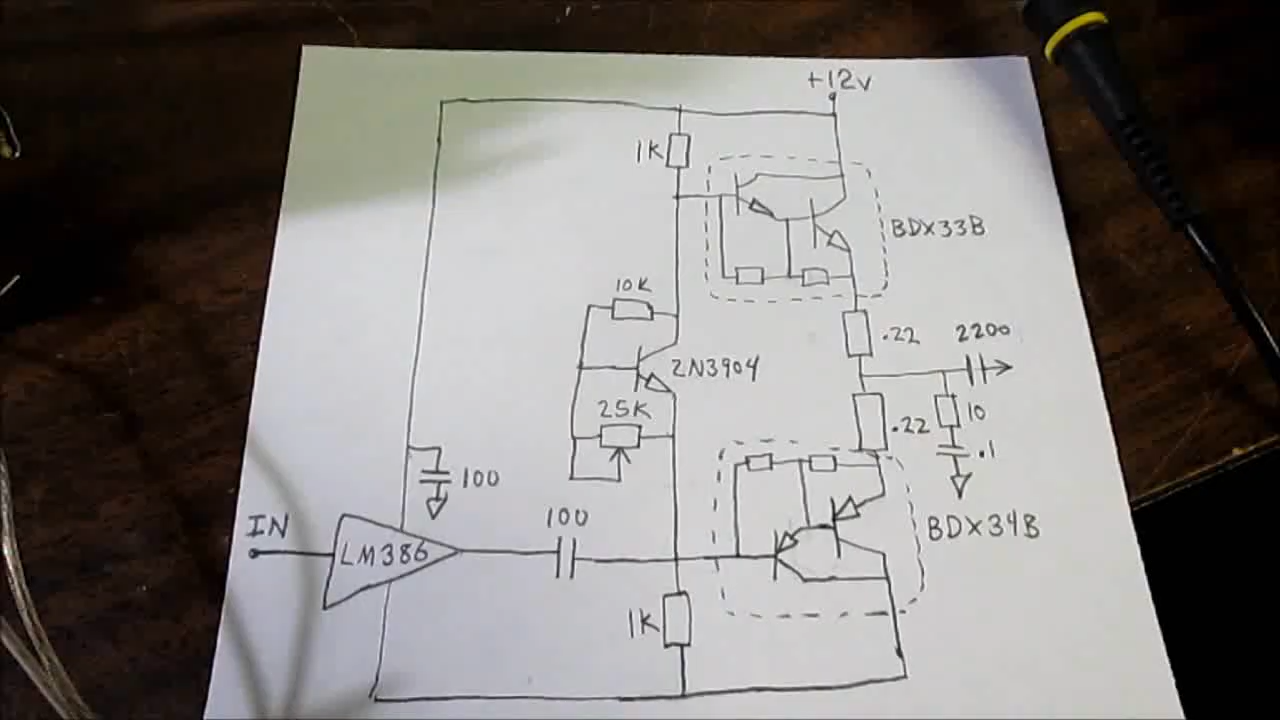 +12v
1K
BDX33B
10K
.22
2200
2N3904
25K
.22
10
.1
100
IN
LM386
100
BDX34B
1K